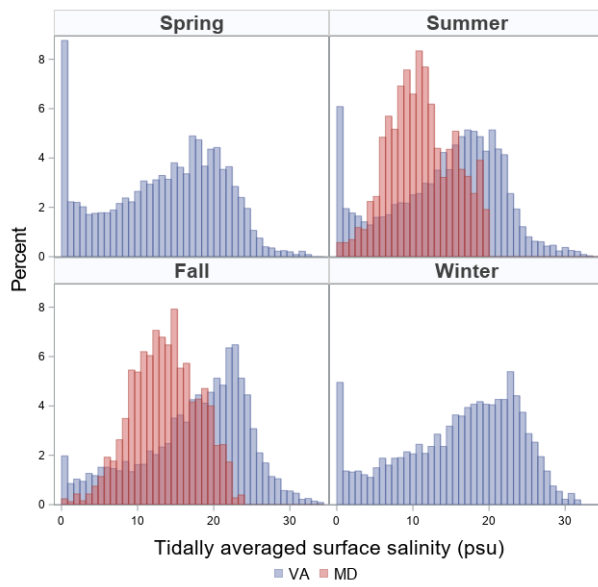 Spring Summer
8
6
4
2
0
Percent
Fall Winter
8
6
4
2
0
0 10 20 30 0 10 20 30
Tidally averaged surface salinity (psu)
VA MD